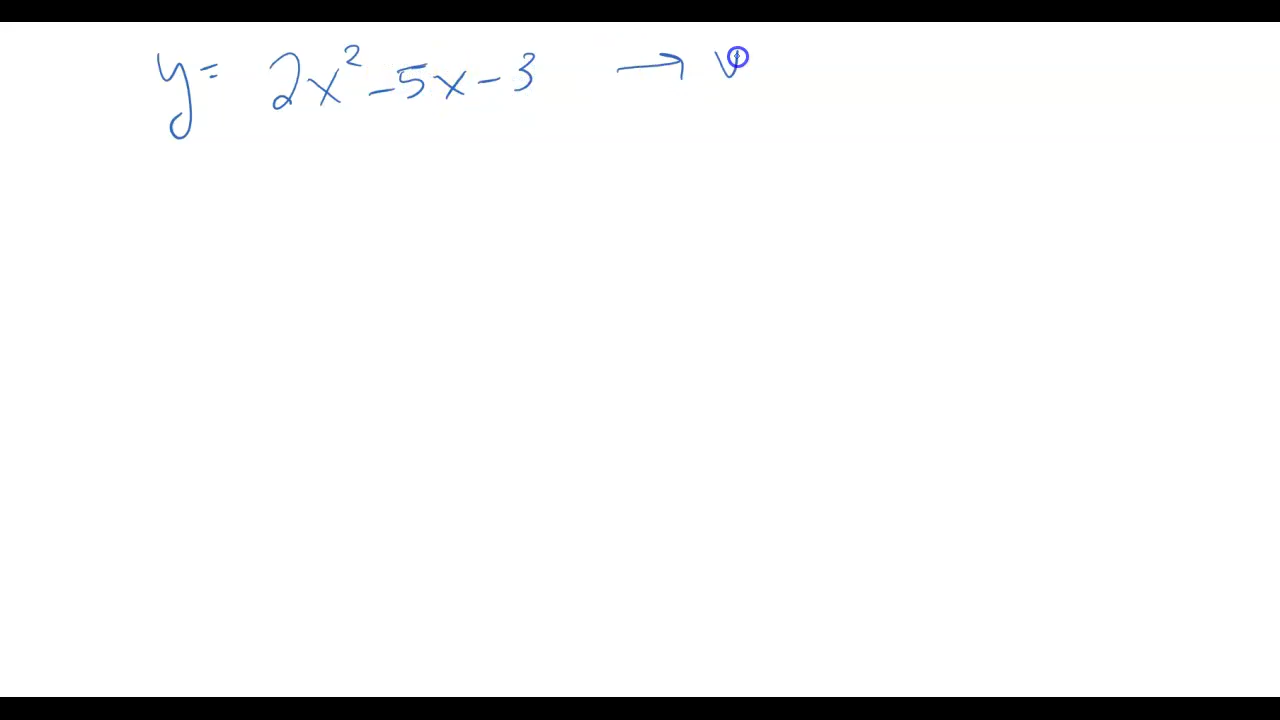 y = 2x² - 5x - 3 → v